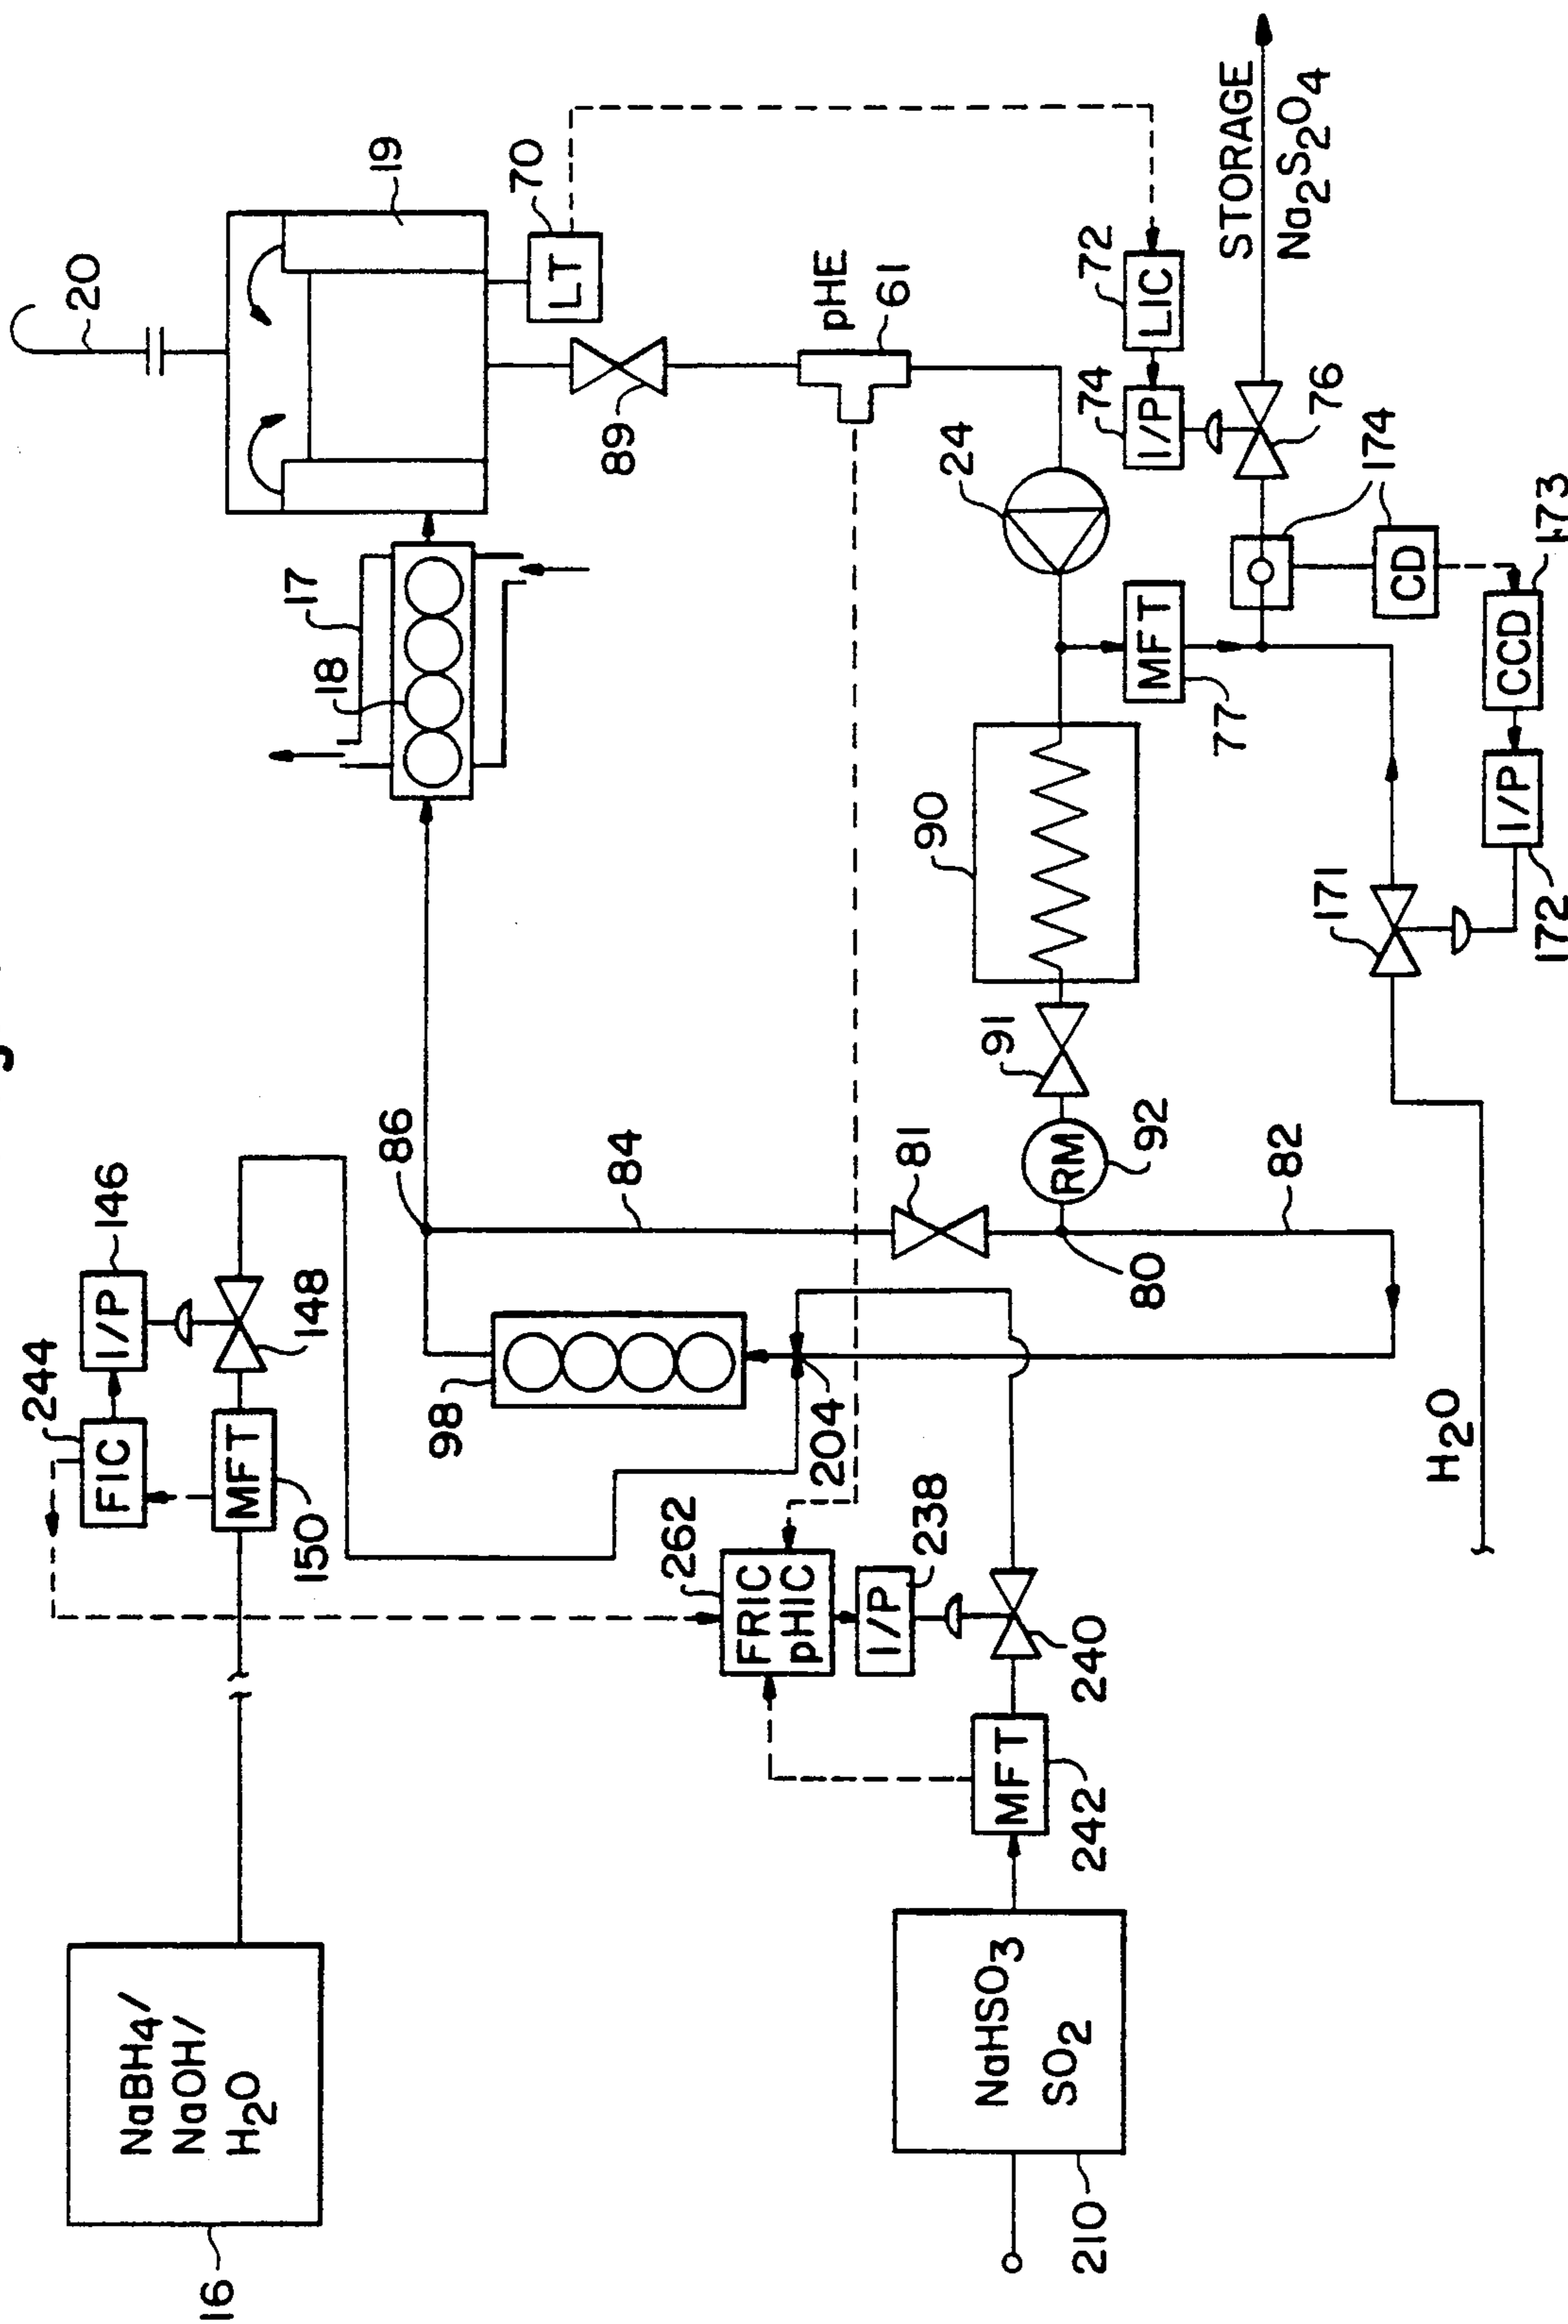 16
NaBH4/
NaOH/
H2O
244
FIC
I/P
146
MFT
150
148
20
19
17
18
LT
70
86
84
98
204
262
FRIC
pHIC
I/P
238
240
MFT
242
NaHSO3
SO2
210
89
pHE
61
24
90
91
RM
92
81
80
82
MFT
77
72
LIC
74
I/P
76
STORAGE
Na2S2O4
174
CD
173
CCD
I/P
172
171
H2O